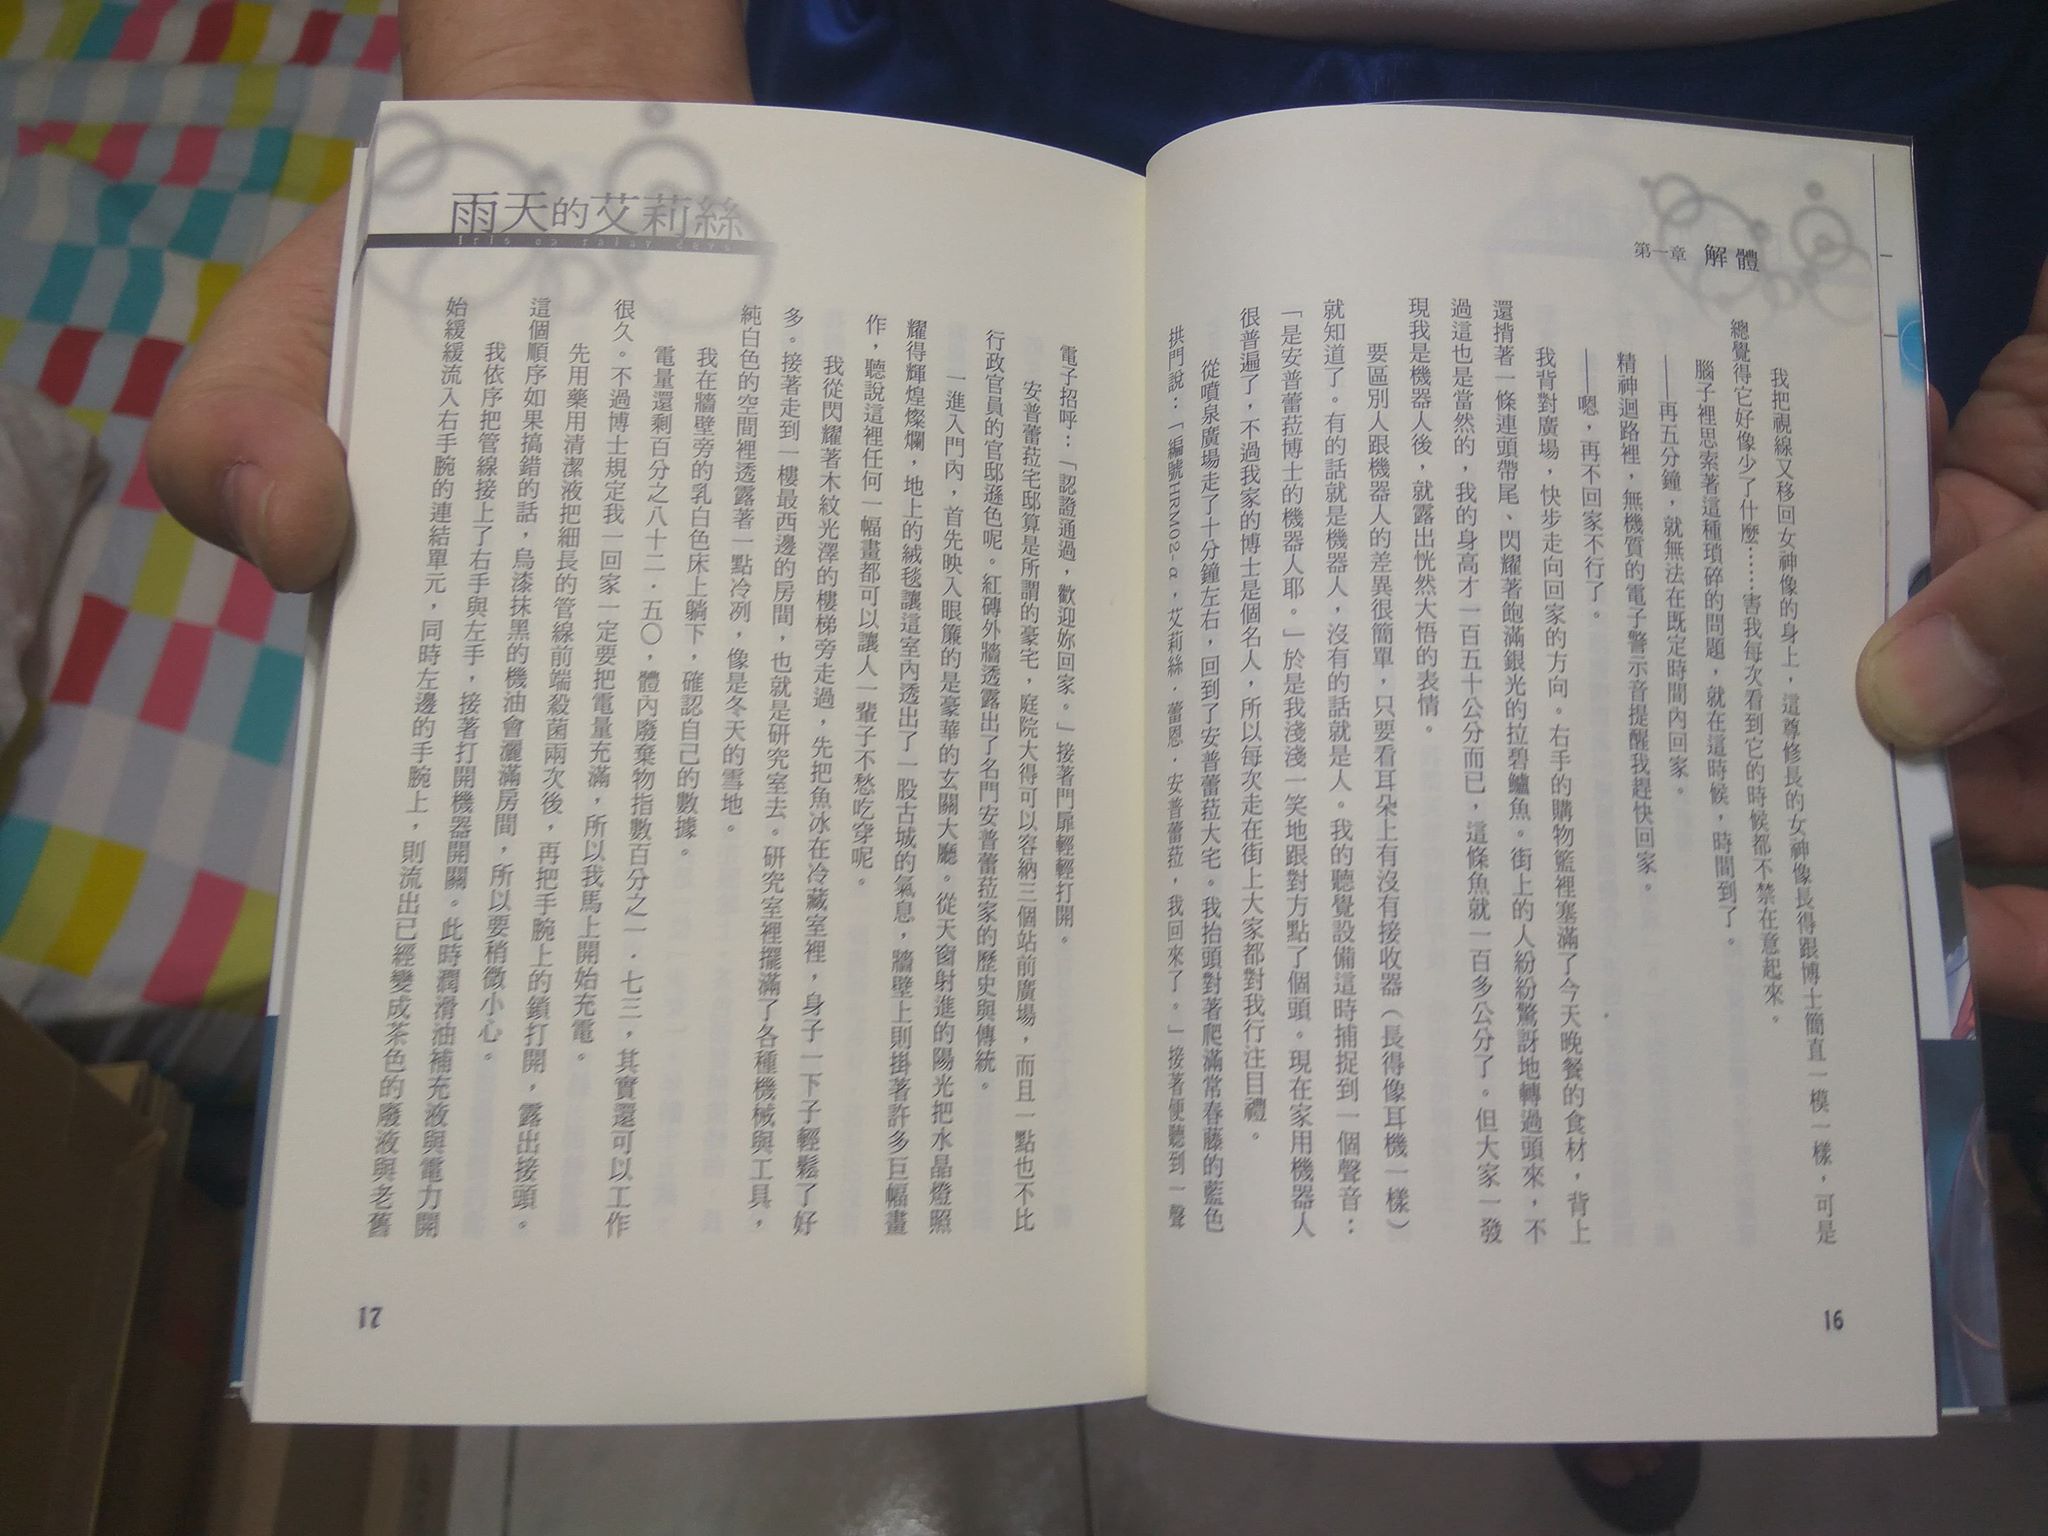 第一章 解體
我把視線又移回女神像的身上，這尊修長的女神像長得跟博士簡直一模一樣，可是
總覺得它好像少了什麼……害我每次看到它的時候都不禁在意起來。
腦子裡思索著這種瑣碎的問題，就在這時候，時間到了。
——再五分鐘，就無法在既定時間內回家。
精神迴路裡，無機質的電子警示音提醒我趕快回家。
——嗯，再不回家不行了。
我背對廣場，快步走向回家的方向。右手的購物籃裡塞滿了今天晚餐的食材，背上
還揹著一條連頭帶尾、閃耀著飽滿銀光的拉碧鱸魚。街上的人紛紛驚訝地轉過頭來，不
過這也是當然的，我的身高才一百五十公分而已，這條魚就一百多公分了。但大家一發
現我是機器人後，就露出恍然大悟的表情。
要區別人跟機器人的差異很簡單，只要看耳朵上有沒有接收器（長得像耳機一樣）
就知道了。有的話就是機器人，沒有的話就是人。我的聽覺設備這時捕捉到一個聲音：
「是安普蕾菈博士的機器人耶。」於是我淺淺一笑地跟對方點了個頭。現在家用機器人
很普遍了，不過我家的博士是個名人，所以每次走在街上大家都對我行注目禮。
從噴泉廣場走了十分鐘左右，回到了安普蕾菈大宅。我抬頭對著爬滿常春藤的藍色
拱門說：「編號HRM02-α，艾莉絲．蕾恩．安普蕾菈，我回來了。」接著便聽到一聲
16
雨天的艾莉絲
Iris on rainy days
電子招呼：「認證通過，歡迎妳回家。」接著門扉輕輕打開。
安普蕾菈宅邸算是所謂的豪宅，庭院大得可以容納三個站前廣場，而且一點也不比
行政官員的官邸遜色呢。紅磚外牆透露出了名門安普蕾菈家的歷史與傳統。
一進入門內，首先映入眼簾的是豪華的玄關大廳。從天窗射進的陽光把水晶燈照
耀得輝煌燦爛，地上的絨毯讓這室內透出了一股古城的氣息，牆壁上則掛著許多巨幅畫
作，聽說這裡任何一幅畫都可以讓人一輩子不愁吃穿呢。
我從閃耀著木紋光澤的樓梯旁走過，先把魚冰在冷藏室裡，身子一下子輕鬆了好
多。接著走到一樓最西邊的房間，也就是研究室去。研究室裡擺滿了各種機械與工具，
純白色的空間裡透露著一點冷冽，像是冬天的雪地。
我在牆壁旁的乳白色床上躺下，確認自己的數據。
電量還剩百分之八十二．五〇，體內廢棄物指數百分之一．七三，其實還可以工作
很久。不過博士規定我一回家一定要把電量充滿，所以我馬上開始充電。
先用藥用清潔液把細長的管線前端殺菌兩次後，再把手腕上的鎖打開，露出接頭。
這個順序如果搞錯的話，烏漆抹黑的機油會灑滿房間，所以要稍微小心。
我依序把管線接上了右手與左手，接著打開機器開關。此時潤滑油補充液與電力開
始緩緩流入右手腕的連結單元，同時左邊的手腕上，則流出已經變成茶色的廢液與老舊
17